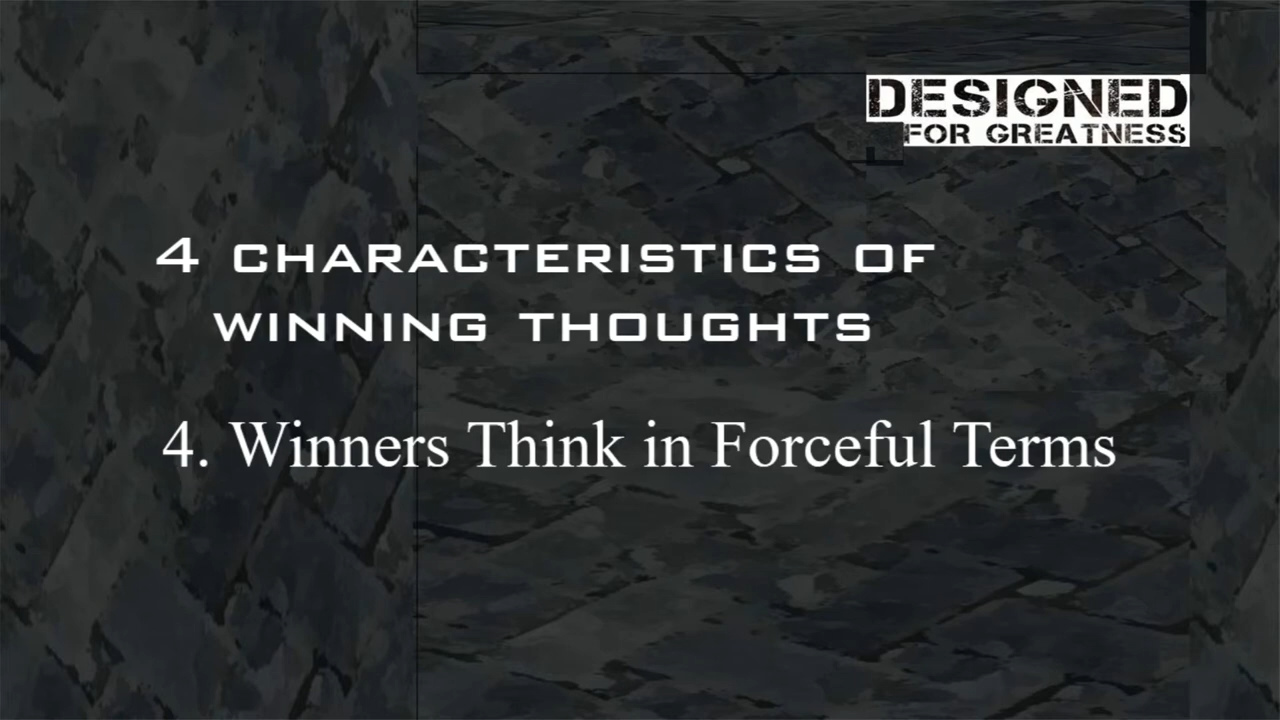 DESIGNED
FOR GREATNESS
4 CHARACTERISTICS OF
WINNING THOUGHTS
4. Winners Think in Forceful Terms